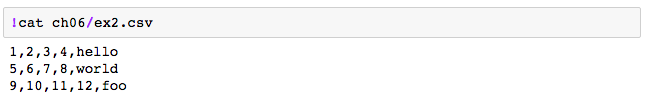 !cat ch06/ex2.csv
1,2,3,4,hello
5,6,7,8,world
9,10,11,12,foo